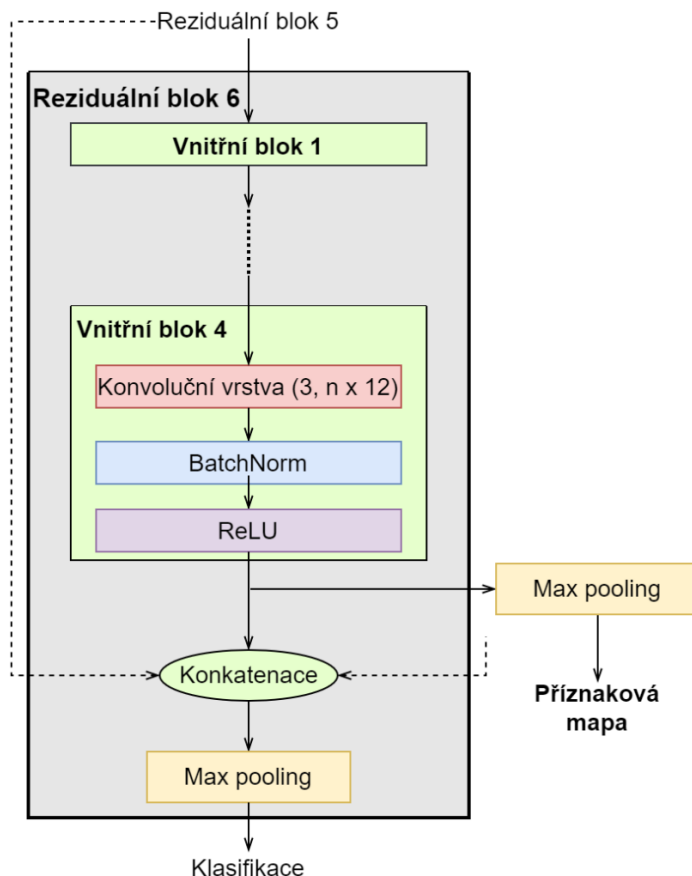 Reziduální blok 5
Reziduální blok 6
Vnitřní blok 1
Vnitřní blok 4
Konvoluční vrstva (3, n x 12)
BatchNorm
ReLU
Max pooling
Příznaková
mapa
Konkatenace
Max pooling
Klasifikace